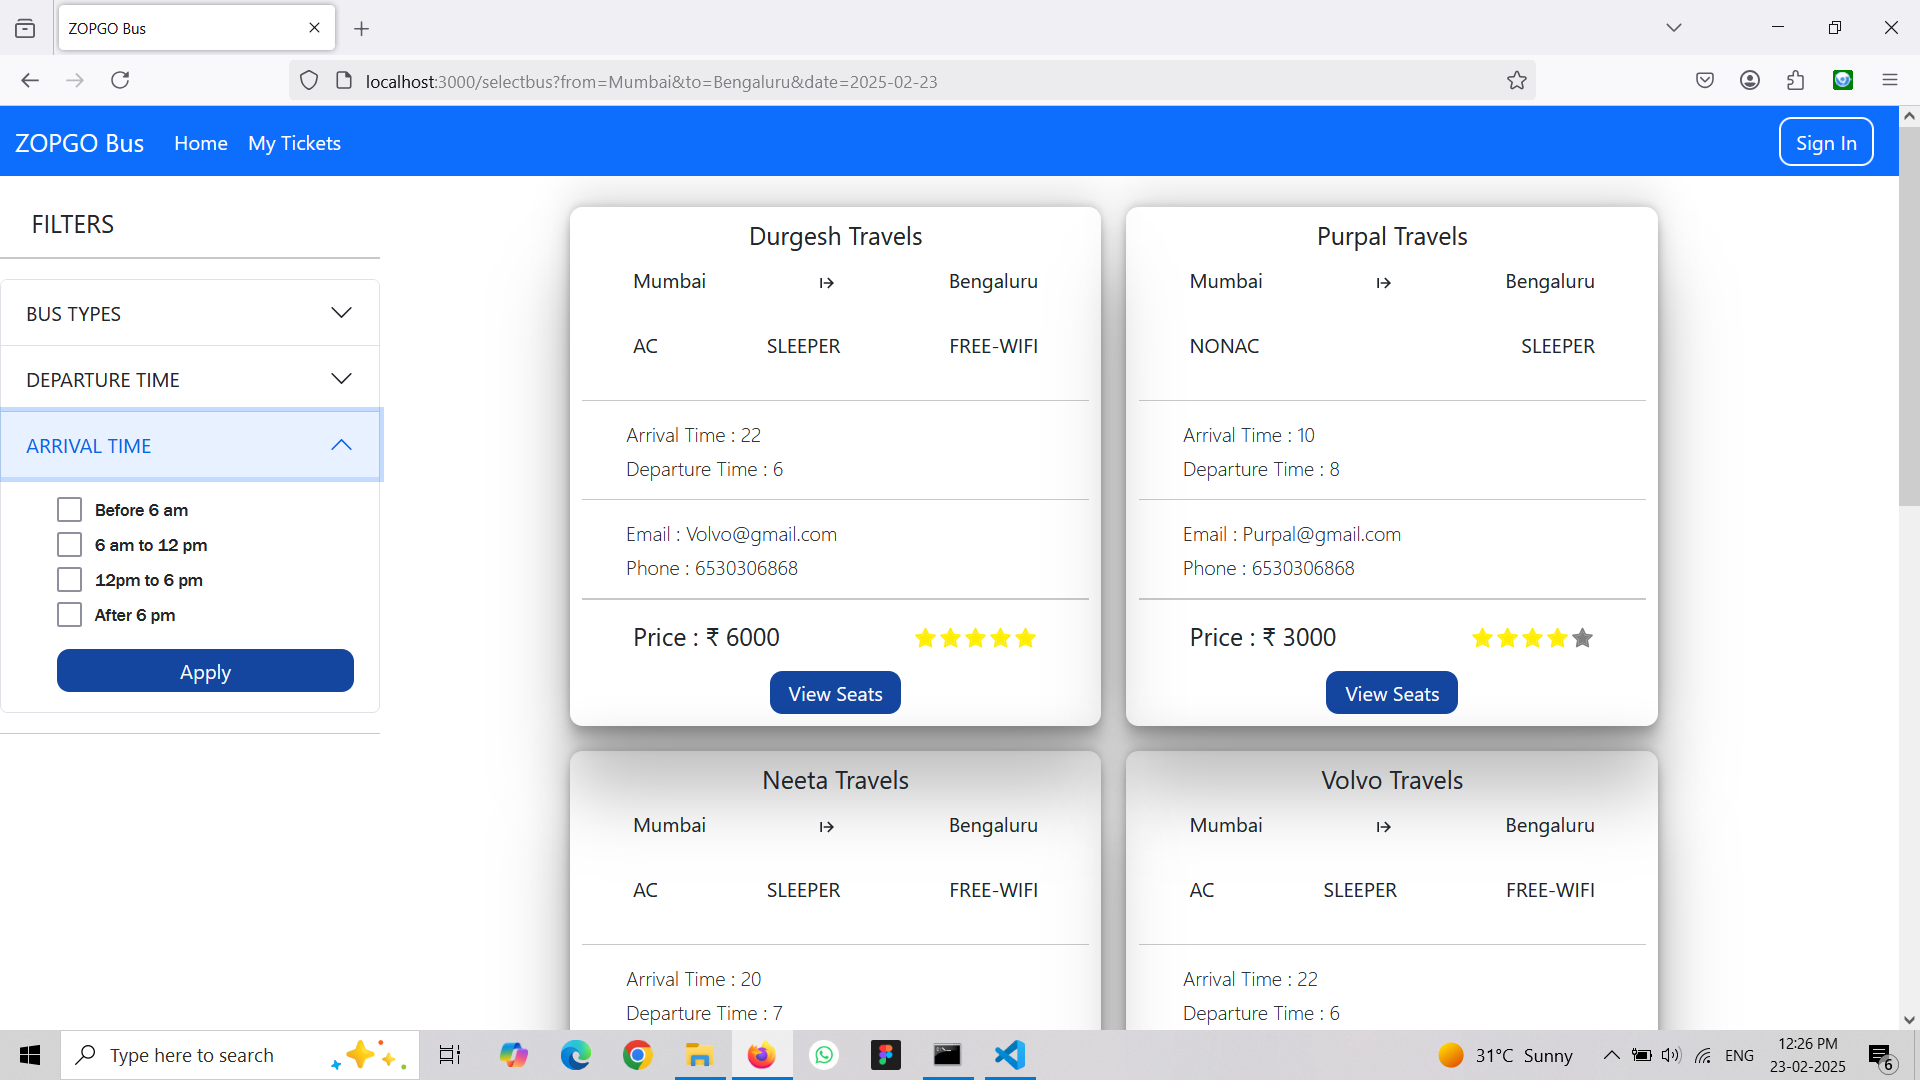 ZOPGO Bus
localhost:3000/selectbus?from=Mumbai&to=Bengaluru&date=2025-02-23
ZOPGO Bus Home My Tickets Sign In
FILTERS
BUS TYPES
DEPARTURE TIME
ARRIVAL TIME
Before 6 am
6 am to 12 pm
12pm to 6 pm
After 6 pm
Apply
Durgesh Travels
Mumbai Bengaluru
AC SLEEPER FREE-WIFI
Arrival Time : 22
Departure Time : 6
Email : Volvo@gmail.com
Phone : 6530306868
Price : ₹ 6000
View Seats
Purpal Travels
Mumbai Bengaluru
NONAC SLEEPER
Arrival Time : 10
Departure Time : 8
Email : Purpal@gmail.com
Phone : 6530306868
Price : ₹ 3000
View Seats
Neeta Travels
Mumbai Bengaluru
AC SLEEPER FREE-WIFI
Arrival Time : 20
Departure Time : 7
Volvo Travels
Mumbai Bengaluru
AC SLEEPER FREE-WIFI
Arrival Time : 22
Departure Time : 6
Type here to search
31°C Sunny
ENG
12:26 PM
23-02-2025
6